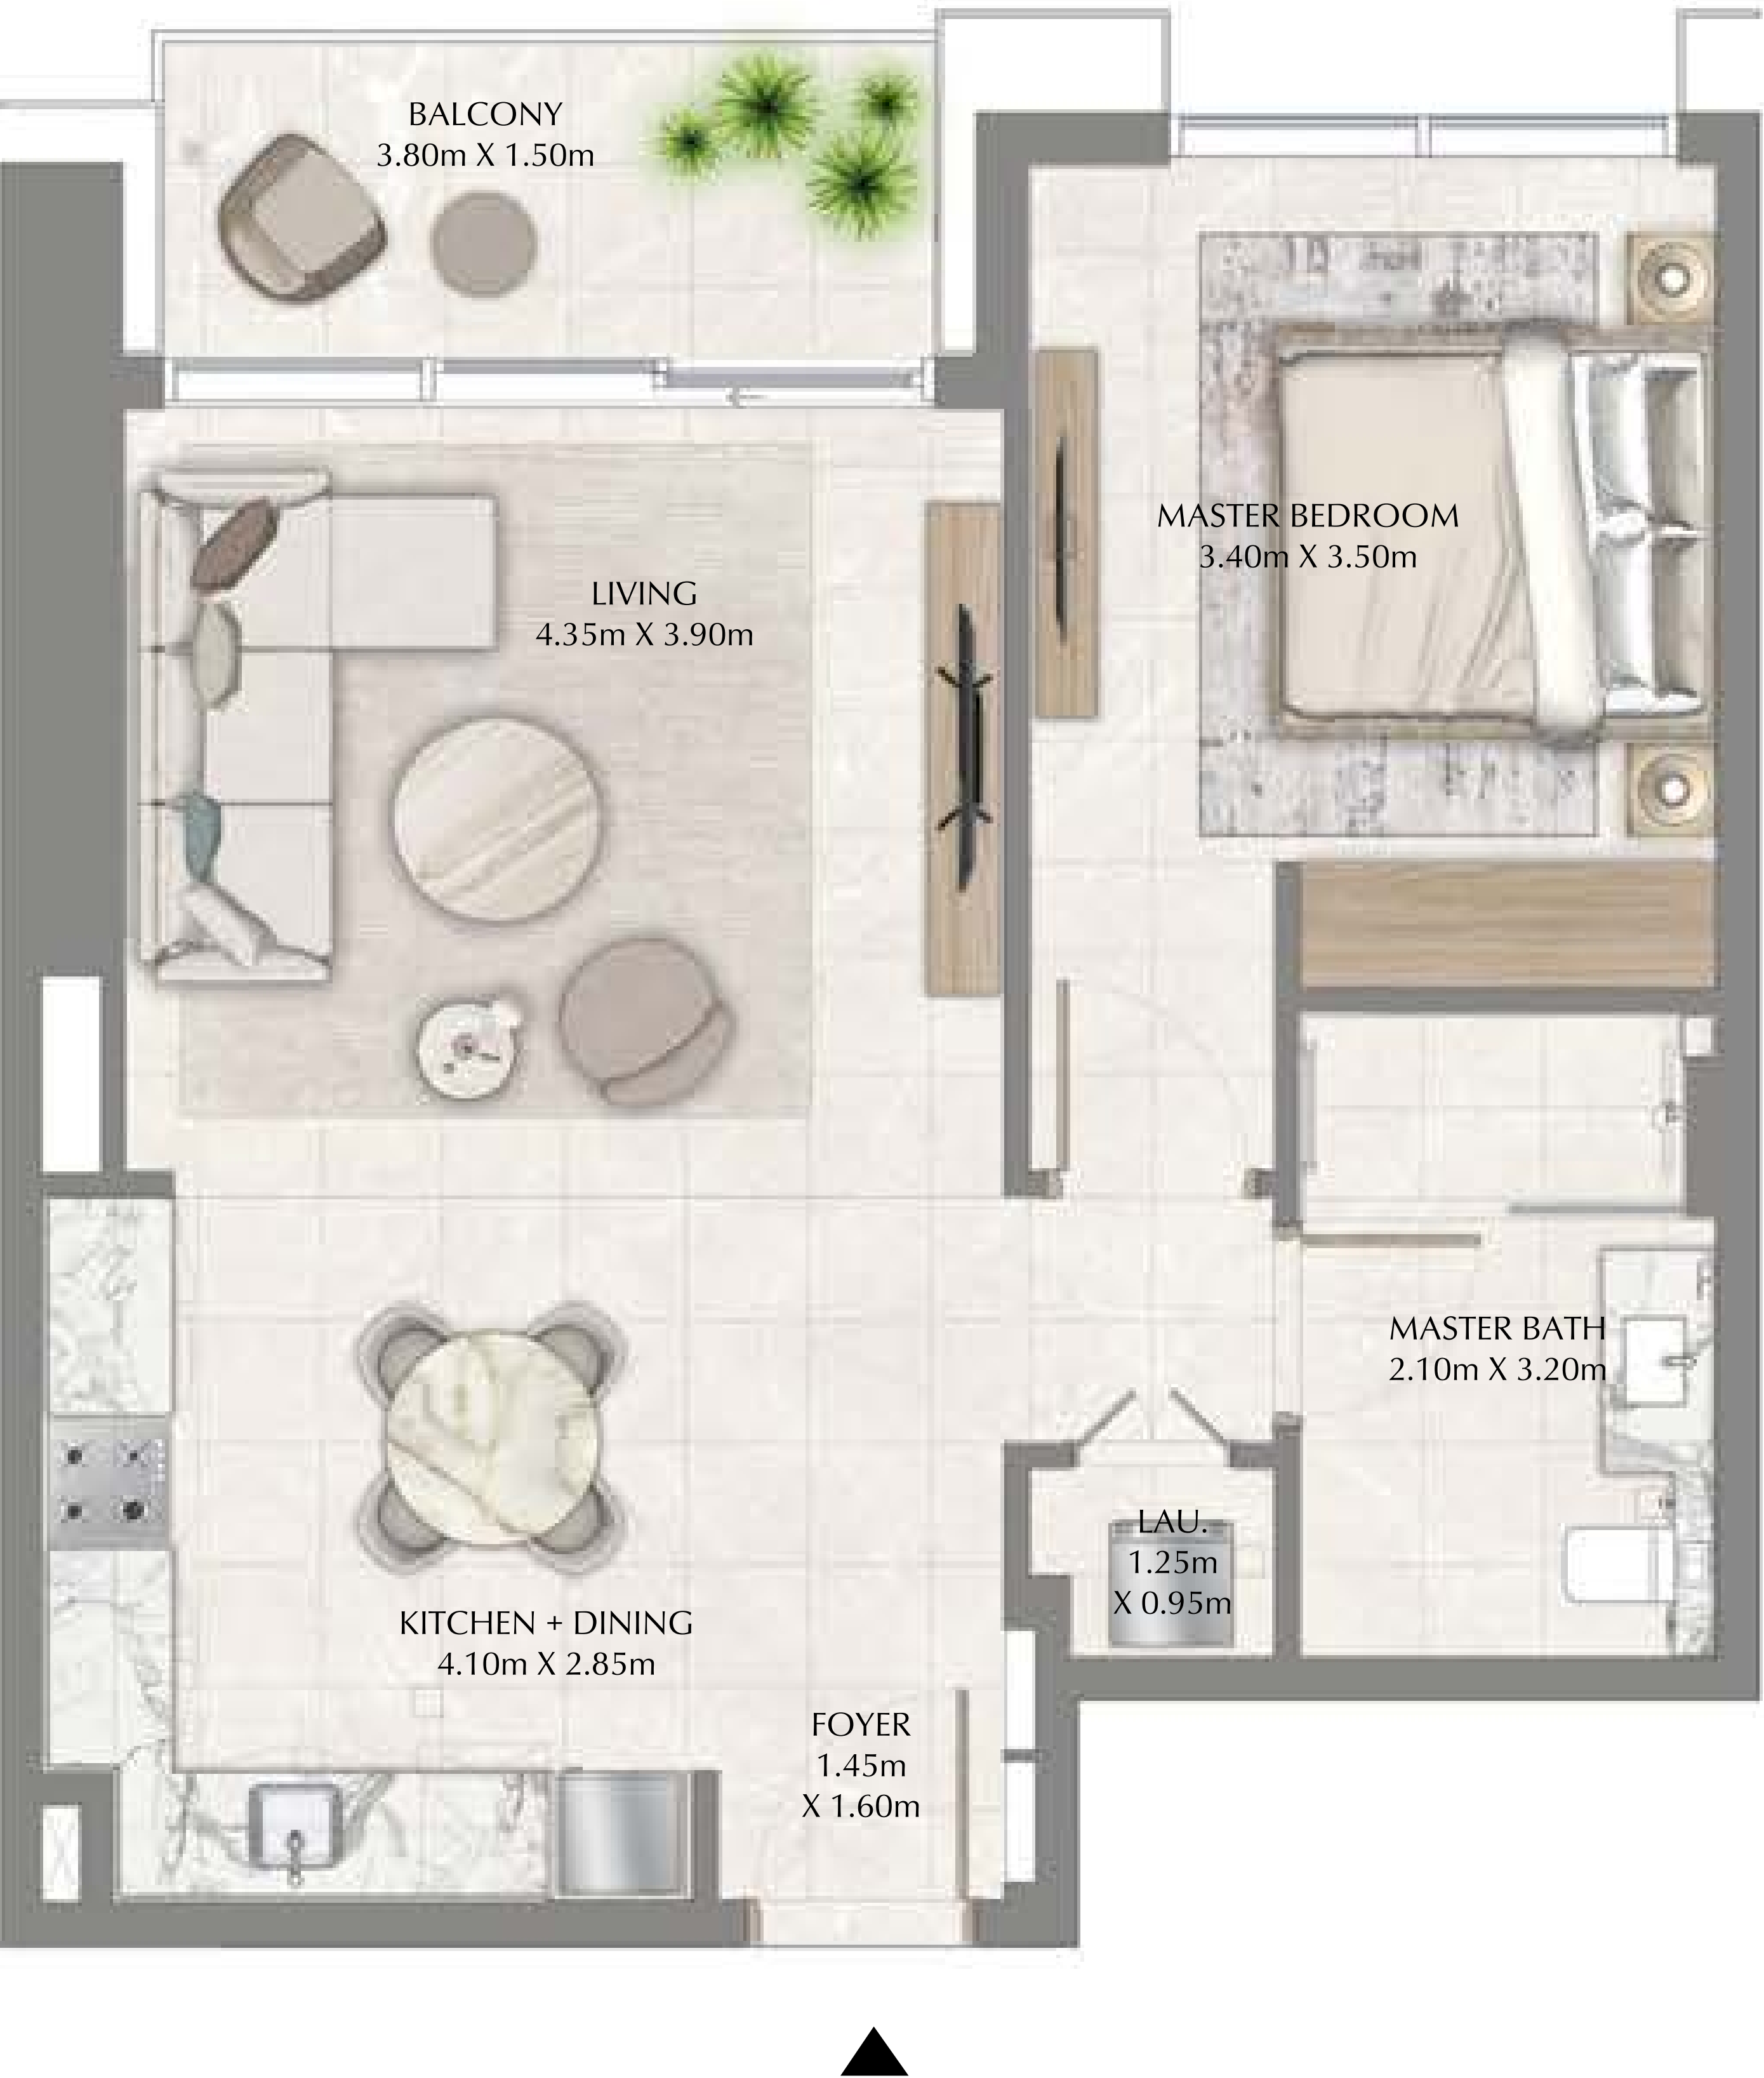 BALCONY
3.80m X 1.50m
MASTER BEDROOM
3.40m X 3.50m
LIVING
4.35m X 3.90m
MASTER BATH
2.10m X 3.20m
LAU.
1.25m
X 0.95m
KITCHEN + DINING
4.10m X 2.85m
FOYER
1.45m
X 1.60m